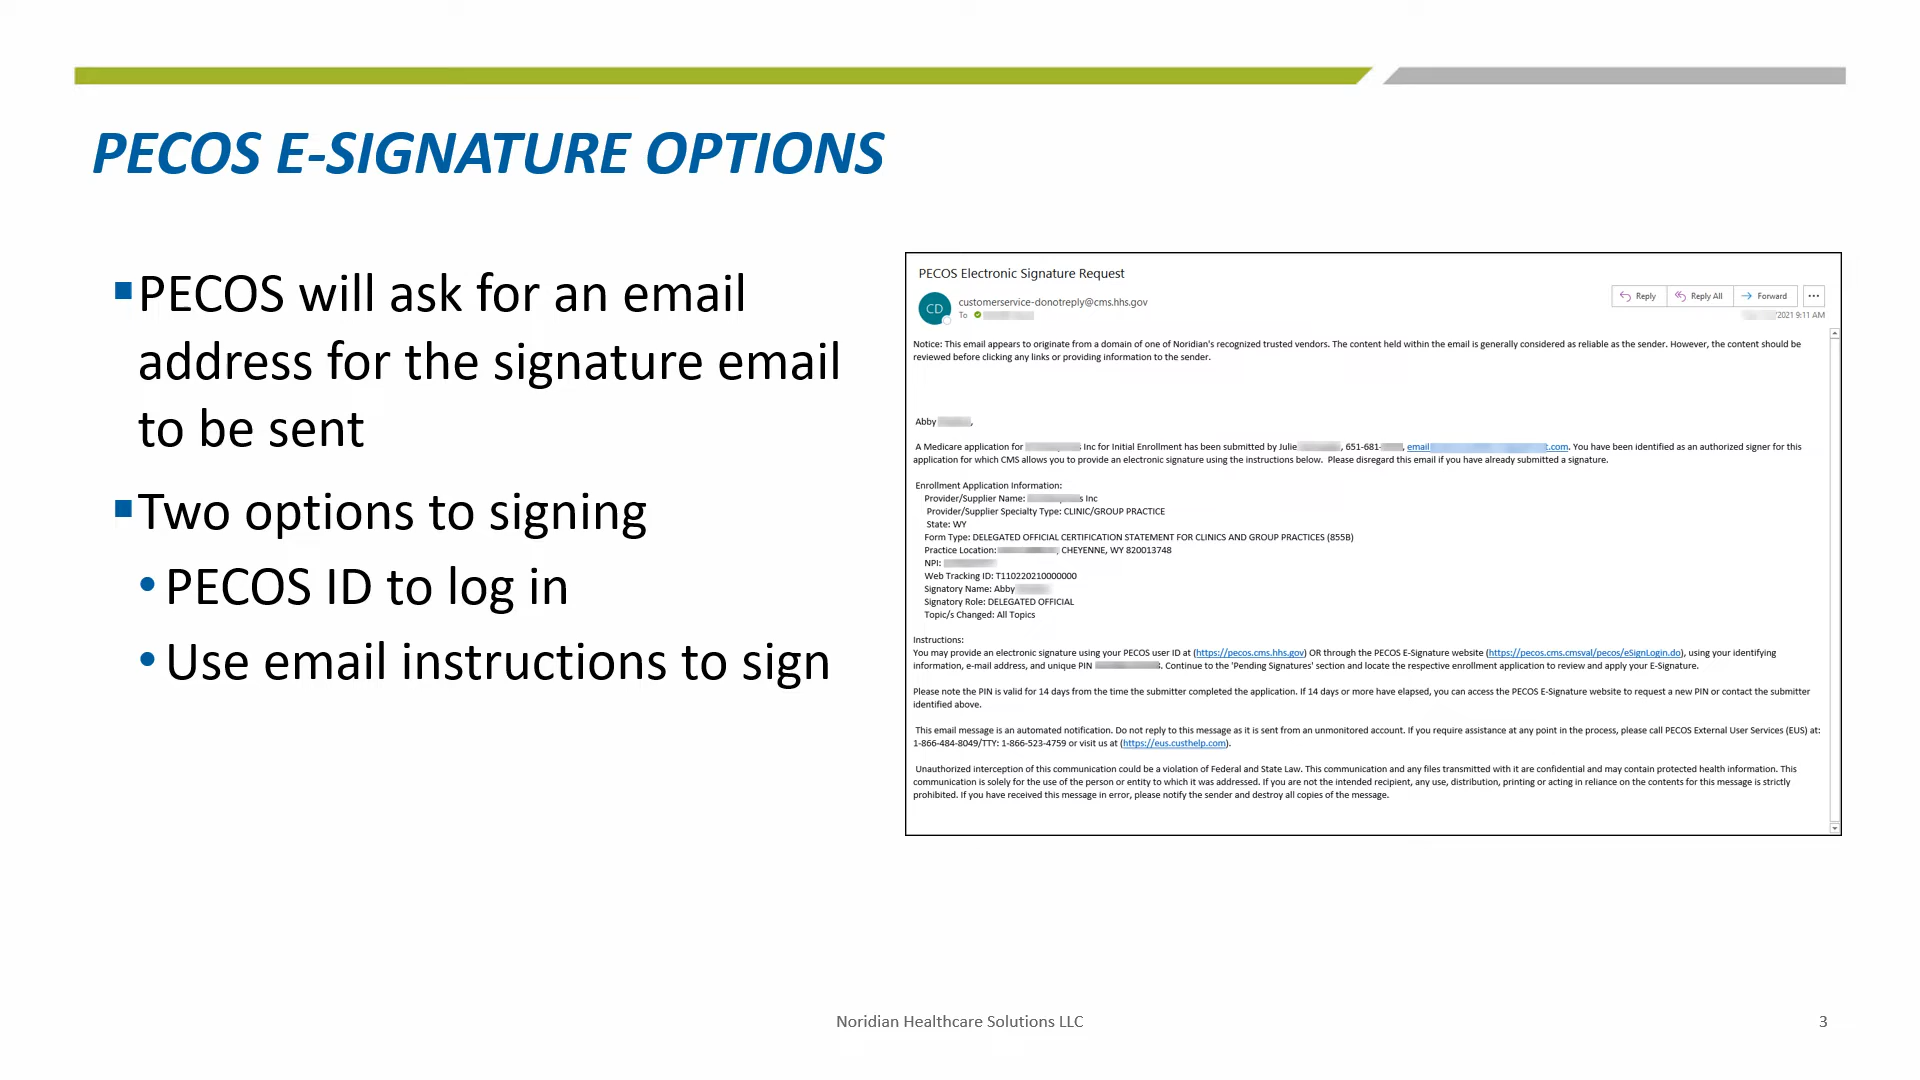 PECOS E-SIGNATURE OPTIONS
PECOS will ask for an email
address for the signature email
to be sent
Two options to signing
PECOS ID to log in
Use email instructions to sign
PECOS Electronic Signature Request
CD
customerservice-donotreply@cms.hhs.gov
To
Reply
Reply All
Forward
/2021 9:11 AM
Notice: This email appears to originate from a domain of one of Noridian's recognized trusted vendors. The content held within the email is generally considered as reliable as the sender. However, the content should be
reviewed before clicking any links or providing information to the sender.
Abby ,
A Medicare application for Inc for Initial Enrollment has been submitted by Julie , 651-681- , email .com. You have been identified as an authorized signer for this
application for which CMS allows you to provide an electronic signature using the instructions below. Please disregard this email if you have already submitted a signature.
Enrollment Application Information:
Provider/Supplier Name: s Inc
Provider/Supplier Specialty Type: CLINIC/GROUP PRACTICE
State: WY
Form Type: DELEGATED OFFICIAL CERTIFICATION STATEMENT FOR CLINICS AND GROUP PRACTICES (855B)
Practice Location: , CHEYENNE, WY 820013748
NPI:
Web Tracking ID: T110220210000000
Signatory Name: Abby
Signatory Role: DELEGATED OFFICIAL
Topic/s Changed: All Topics
Instructions:
You may provide an electronic signature using your PECOS user ID at (https://pecos.cms.hhs.gov) OR through the PECOS E-Signature website (https://pecos.cms.cmsval/pecos/eSignLogin.do), using your identifying
information, e-mail address, and unique PIN . Continue to the 'Pending Signatures' section and locate the respective enrollment application to review and apply your E-Signature.
Please note the PIN is valid for 14 days from the time the submitter completed the application. If 14 days or more have elapsed, you can access the PECOS E-Signature website to request a new PIN or contact the submitter
identified above.
This email message is an automated notification. Do not reply to this message as it is sent from an unmonitored account. If you require assistance at any point in the process, please call PECOS External User Services (EUS) at:
1-866-484-8049/TTY: 1-866-523-4759 or visit us at (https://eus.custhelp.com).
Unauthorized interception of this communication could be a violation of Federal and State Law. This communication and any files transmitted with it are confidential and may contain protected health information. This
communication is solely for the use of the person or entity to which it was addressed. If you are not the intended recipient, any use, distribution, printing or acting in reliance on the contents for this message is strictly
prohibited. If you have received this message in error, please notify the sender and destroy all copies of the message.
Noridian Healthcare Solutions LLC
3